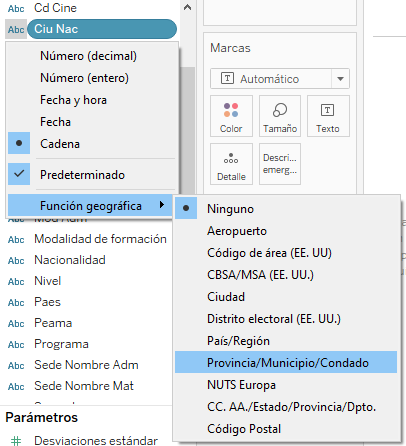 Abc Cd Cine
Abc Ciu Nac
Número (decimal)
Número (entero)
Fecha y hora
Fecha
Cadena
Predeterminado
Función geográfica
Abc Modalidad de formación
Abc Nacionalidad
Abc Nivel
Abc Paes
Abc Peama
Abc Programa
Abc Sede Nombre Adm
Abc Sede Nombre Mat
Parámetros
# Desviaciones estándar
Marcas
T Automático
Color
Tamaño
T Texto
Detalle
Descri...
emerg...
Ninguno
Aeropuerto
Código de área (EE. UU)
CBSA/MSA (EE. UU.)
Ciudad
Distrito electoral (EE. UU.)
País/Región
Provincia/Municipio/Condado
NUTS Europa
CC. AA./Estado/Provincia/Dpto.
Código Postal